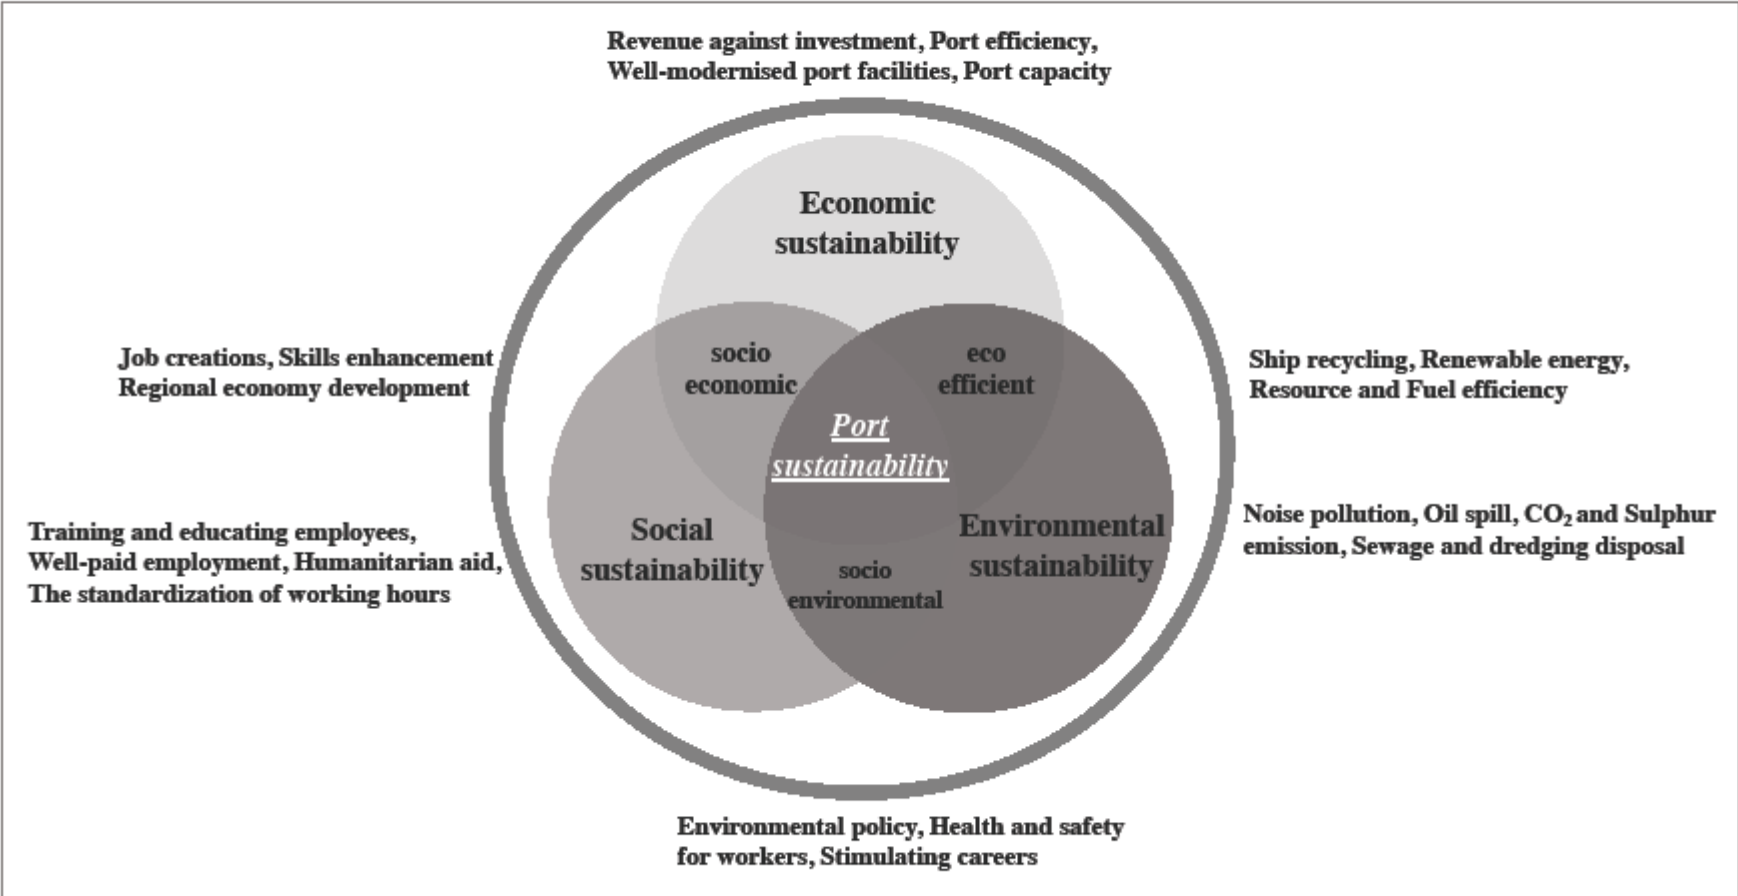 Revenue against investment, Port efficiency,
Well-modernised port facilities, Port capacity
Economic
sustainability
Job creations, Skills enhancement
Regional economy development
socio
economic
eco
efficient
Ship recycling, Renewable energy,
Resource and Fuel efficiency
Port
sustainability
Training and educating employees,
Well-paid employment, Humanitarian aid,
The standardization of working hours
Social
sustainability
Environmental
sustainability
Noise pollution, Oil spill, CO₂ and Sulphur
emission, Sewage and dredging disposal
socio
environmental
Environmental policy, Health and safety
for workers, Stimulating careers